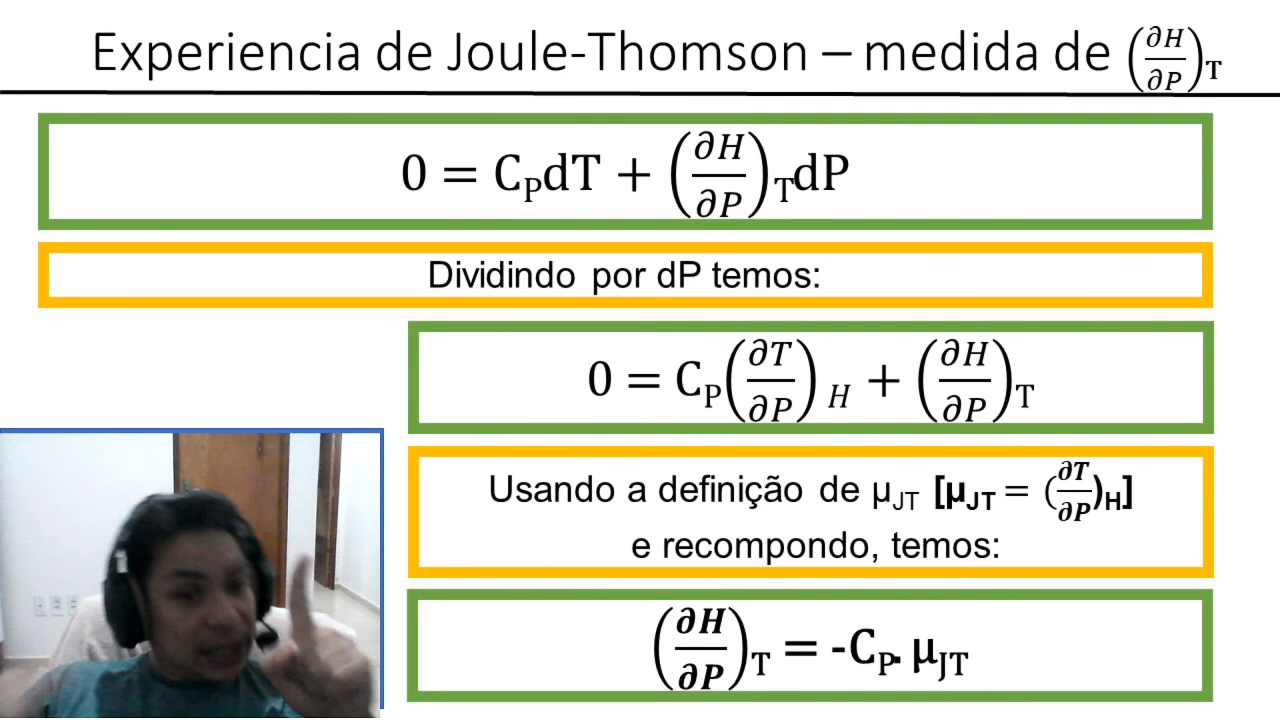 Experiencia de Joule-Thomson – medida de (∂H/∂P)T
0 = CPdT + (∂H/∂P)TdP
Dividindo por dP temos:
0 = CP(∂T/∂P) H + (∂H/∂P)T
Usando a definição de µJT [µJT = (∂T/∂P)H]
e recompondo, temos:
(∂H/∂P)T = -CP. µJT